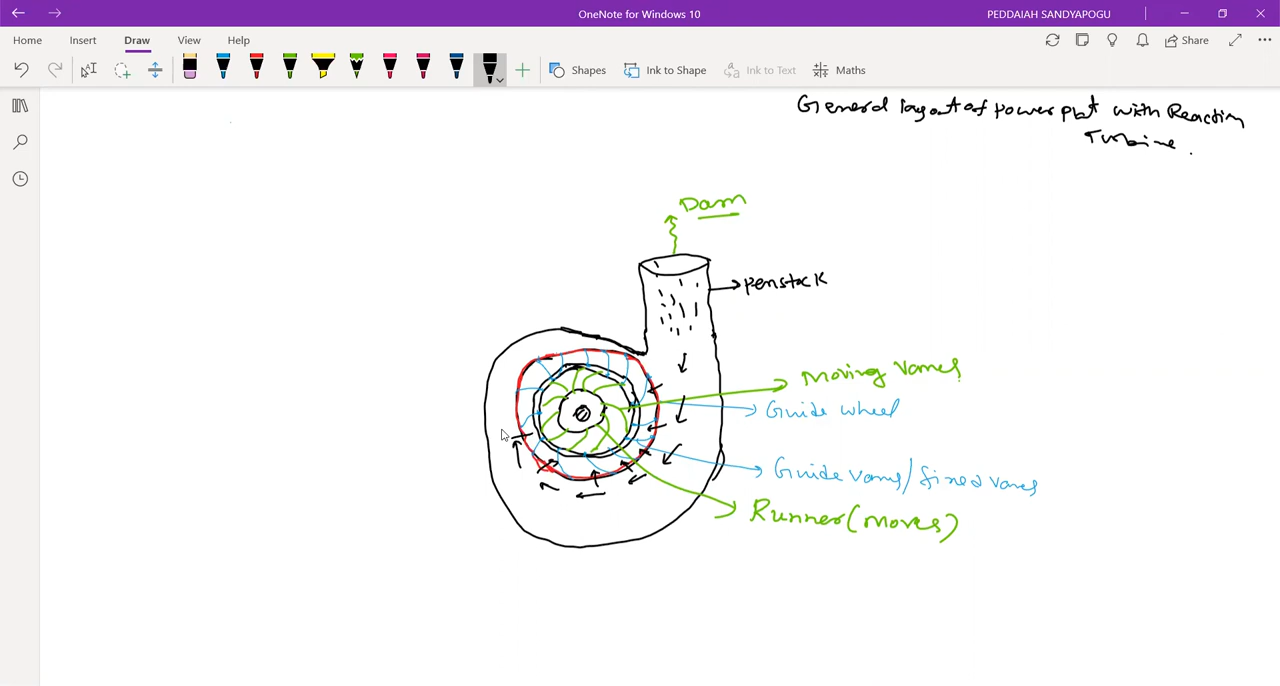 OneNote for Windows 10
PEDDAIAH SANDYAPOGU
Home Insert Draw View Help
Share
Shapes Ink to Shape Ink to Text Maths
General layout of power plat with Reaction
Turbine.
Dam
penstock
Moving Vanes
Guide wheel
Guide vans/fixed vanes
Runner(moves)